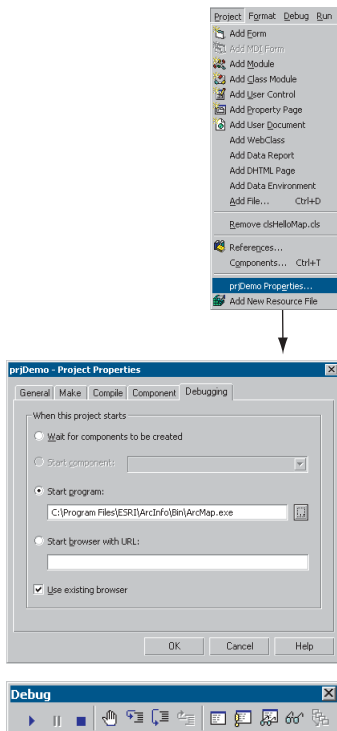 Project Format Debug Run
Add Form
Add MDI Form
Add Module
Add Class Module
Add User Control
Add Property Page
Add User Document
Add WebClass
Add Data Report
Add DHTML Page
Add Data Environment
Add File... Ctrl+D
Remove clsHelloMap.cls
References...
Components... Ctrl+T
prjDemo Properties...
Add New Resource File
prjDemo - Project Properties
General Make Compile Component Debugging
When this project starts
Wait for components to be created
Start component:
Start program:
C:\Program Files\ESRI\ArcInfo\Bin\ArcMap.exe
Start browser with URL:
Use existing browser
OK Cancel Help
Debug